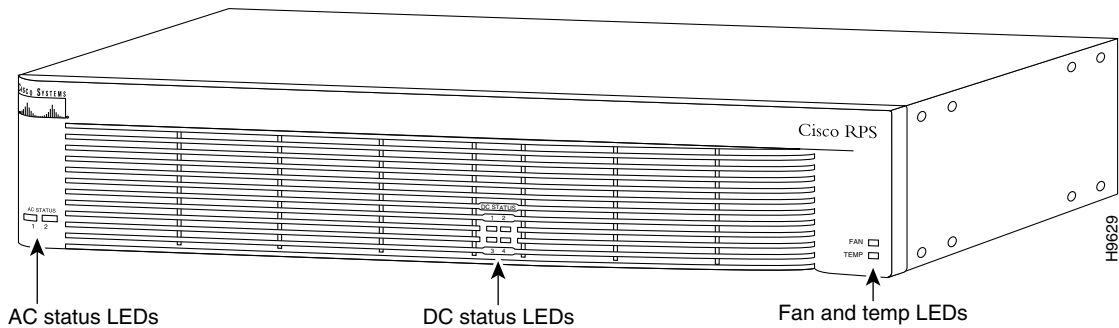 CISCO SYSTEMS
Cisco RPS
AC STATUS
1 2
DC STATUS
1 2
3 4
FAN
TEMP
H9629
AC status LEDs
DC status LEDs
Fan and temp LEDs